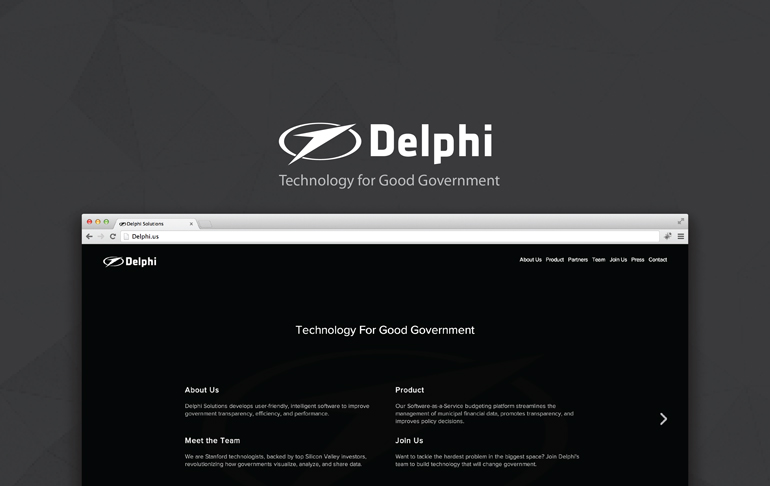 Delphi
Technology for Good Government
Delphi Solutions
Delphi.us
Delphi
About Us Product Partners Team Join Us Press Contact
Technology For Good Government
About Us
Delphi Solutions develops user-friendly, intelligent software to improve
government transparency, efficiency, and performance.
Product
Our Software-as-a-Service budgeting platform streamlines the
management of municipal financial data, promotes transparency, and
improves policy decisions.
Meet the Team
We are Stanford technologists, backed by top Silicon Valley investors,
revolutionizing how governments visualize, analyze, and share data.
Join Us
Want to tackle the hardest problem in the biggest space? Join Delphi's
team to build technology that will change government.